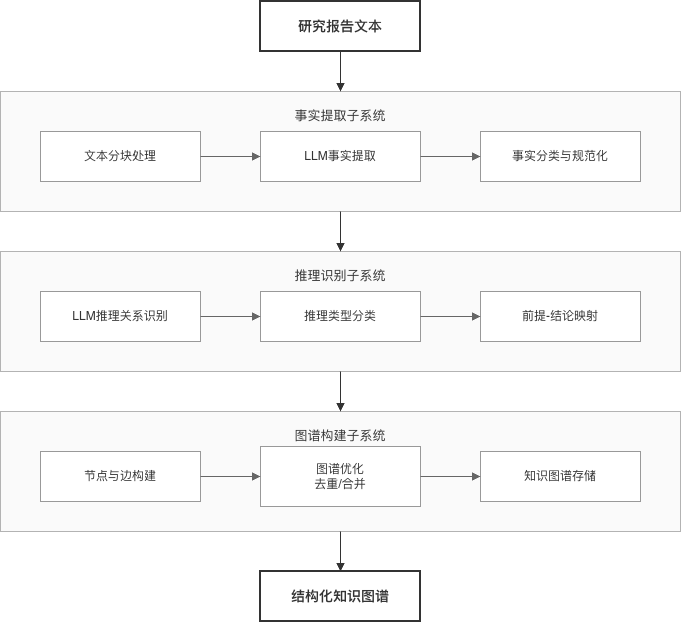 研究报告文本
事实提取子系统
文本分块处理
LLM事实提取
事实分类与规范化
推理识别子系统
LLM推理关系识别
推理类型分类
前提-结论映射
图谱构建子系统
节点与边构建
图谱优化
去重/合并
知识图谱存储
结构化知识图谱